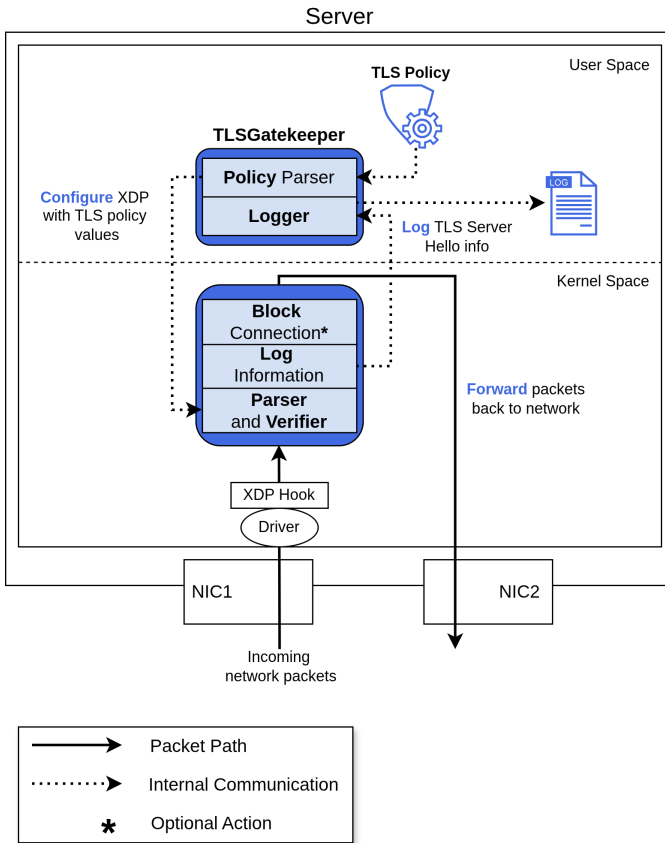 Server
User Space
TLS Policy
TLSGatekeeper
Policy Parser
Logger
Configure XDP
with TLS policy
values
LOG
Log TLS Server
Hello info
Kernel Space
Block
Connection*
Log
Information
Parser
and Verifier
Forward packets
back to network
XDP Hook
Driver
NIC1
NIC2
Incoming
network packets
Packet Path
Internal Communication
* Optional Action